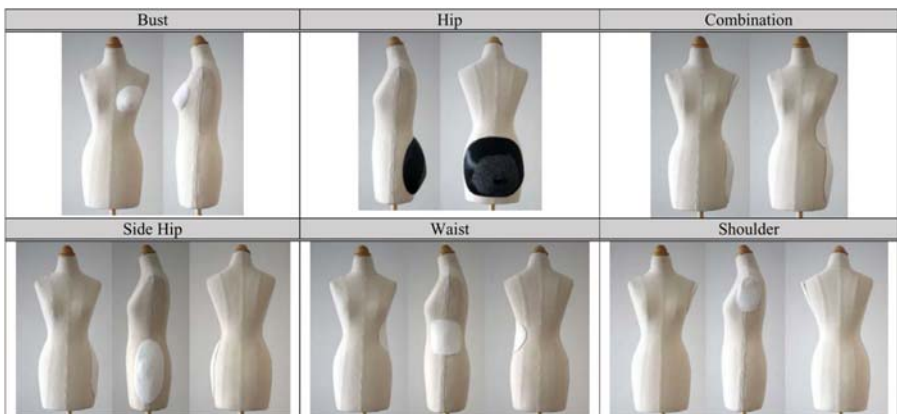 Bust
Hip
Combination
Side Hip
Waist
Shoulder